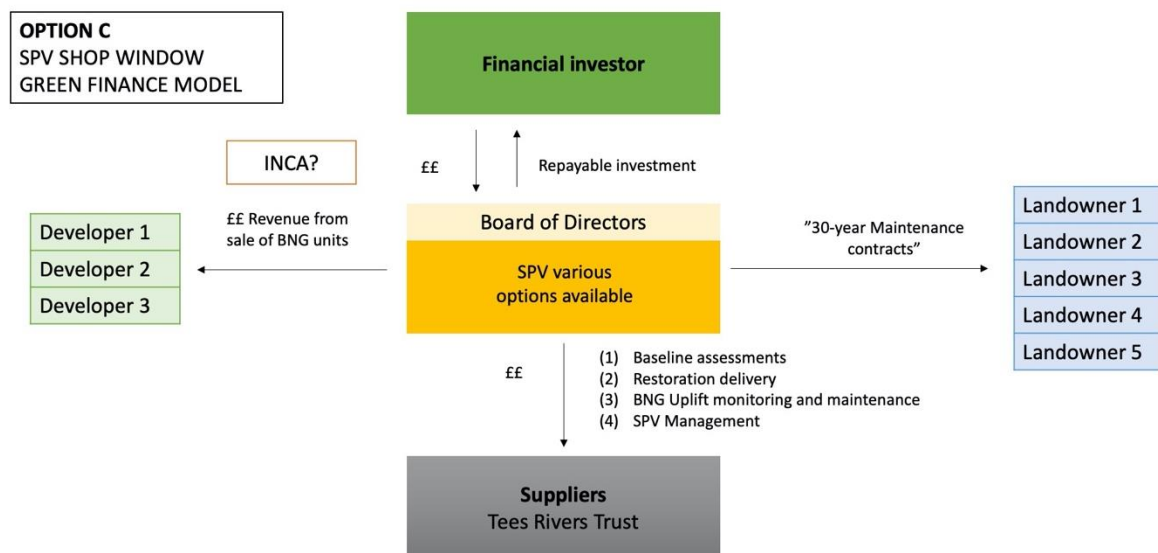 OPTION C
SPV SHOP WINDOW
GREEN FINANCE MODEL
Financial investor
INCA?
££
Repayable investment
££ Revenue from
sale of BNG units
Developer 1
Developer 2
Developer 3
Board of Directors
SPV various
options available
”30-year Maintenance
contracts”
Landowner 1
Landowner 2
Landowner 3
Landowner 4
Landowner 5
££
(1) Baseline assessments
(2) Restoration delivery
(3) BNG Uplift monitoring and maintenance
(4) SPV Management
Suppliers
Tees Rivers Trust